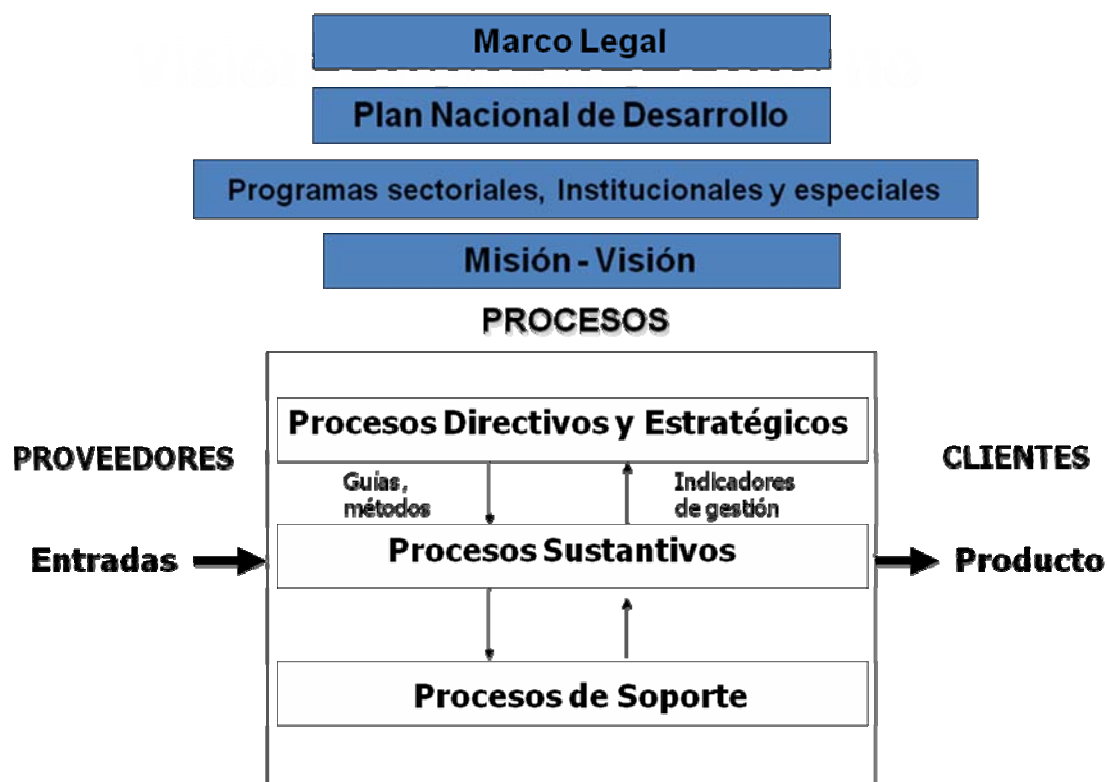 Marco Legal
Plan Nacional de Desarrollo
Programas sectoriales, Institucionales y especiales
Misión - Visión
PROCESOS
Procesos Directivos y Estratégicos
PROVEEDORES
CLIENTES
Guías,
métodos
Indicadores
de gestión
Entradas
Procesos Sustantivos
Producto
Procesos de Soporte